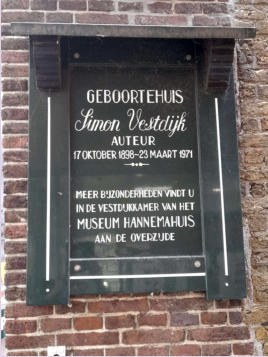 GEBOORTEHUIS
Simon Vestdijk
AUTEUR
17 OKTOBER 1898-23 MAART 1971
MEER BIJZONDERHEDEN VINDT U
IN DE VESTDIJKKAMER VAN HET
MUSEUM HANNEMAHUIS
AAN DE OVERZIJDE